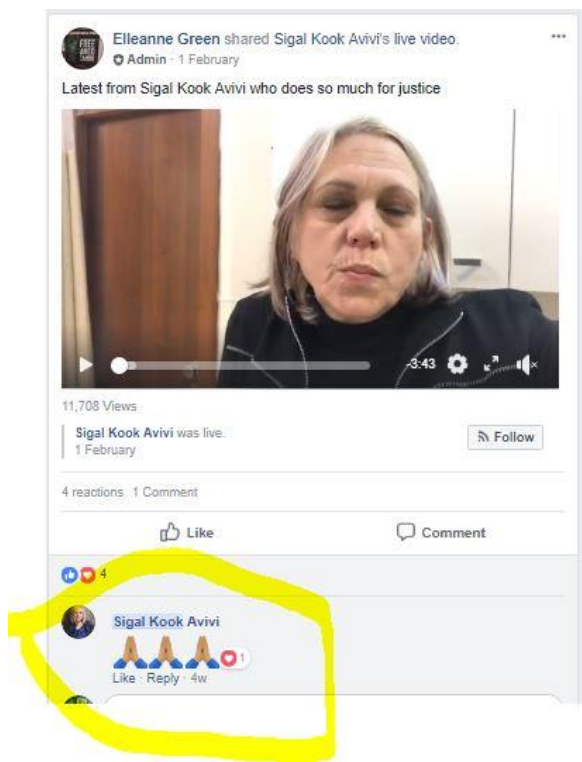 Elleanne Green shared Sigal Kook Avivi's live video.
Admin · 1 February
Latest from Sigal Kook Avivi who does so much for justice
-3:43
11,708 Views
Sigal Kook Avivi was live.
1 February
Follow
4 reactions 1 Comment
Like Comment
4
Sigal Kook Avivi
1
Like · Reply · 4w